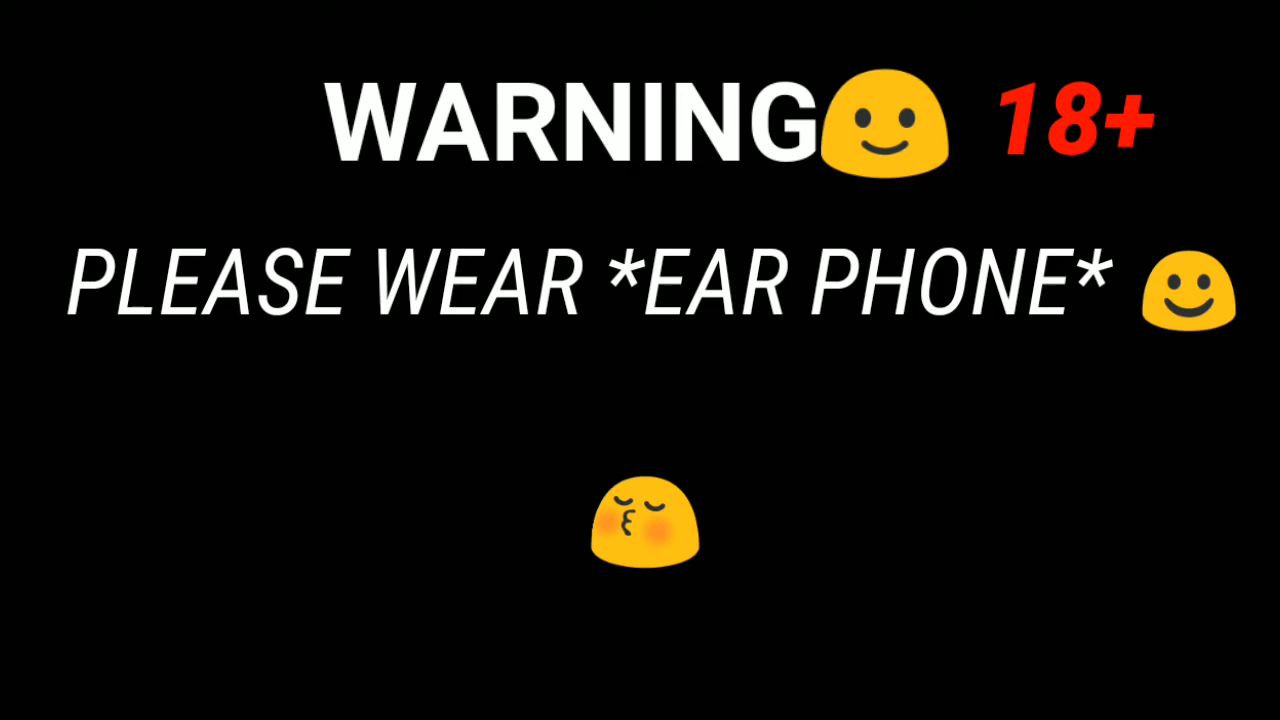 WARNING🙂 18+
PLEASE WEAR *EAR PHONE* 🙂
😚